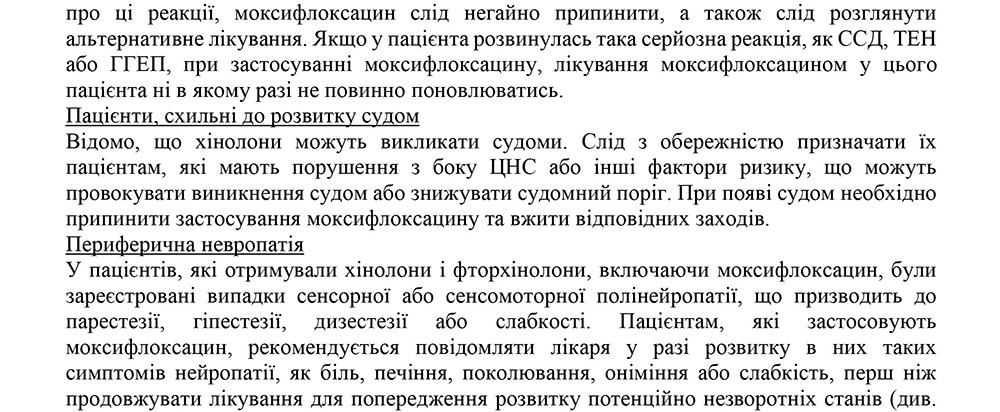 про ці реакції, моксифлоксацин слід негайно припинити, а також слід розглянути
альтернативне лікування. Якщо у пацієнта розвинулась така серйозна реакція, як ССД, ТЕН
або ГГЕП, при застосуванні моксифлоксацину, лікування моксифлоксацином у цього
пацієнта ні в якому разі не повинно поновлюватись.
Пацієнти, схильні до розвитку судом
Відомо, що хінолони можуть викликати судоми. Слід з обережністю призначати їх
пацієнтам, які мають порушення з боку ЦНС або інші фактори ризику, що можуть
провокувати виникнення судом або знижувати судомний поріг. При появі судом необхідно
припинити застосування моксифлоксацину та вжити відповідних заходів.
Периферична невропатія
У пацієнтів, які отримували хінолони і фторхінолони, включаючи моксифлоксацин, були
зареєстровані випадки сенсорної або сенсомоторної полінейропатії, що призводить до
парестезії, гіпестезії, дизестезії або слабкості. Пацієнтам, які застосовують
моксифлоксацин, рекомендується повідомляти лікаря у разі розвитку в них таких
симптомів нейропатії, як біль, печіння, поколювання, оніміння або слабкість, перш ніж
продовжувати лікування для попередження розвитку потенційно незворотніх станів (див.